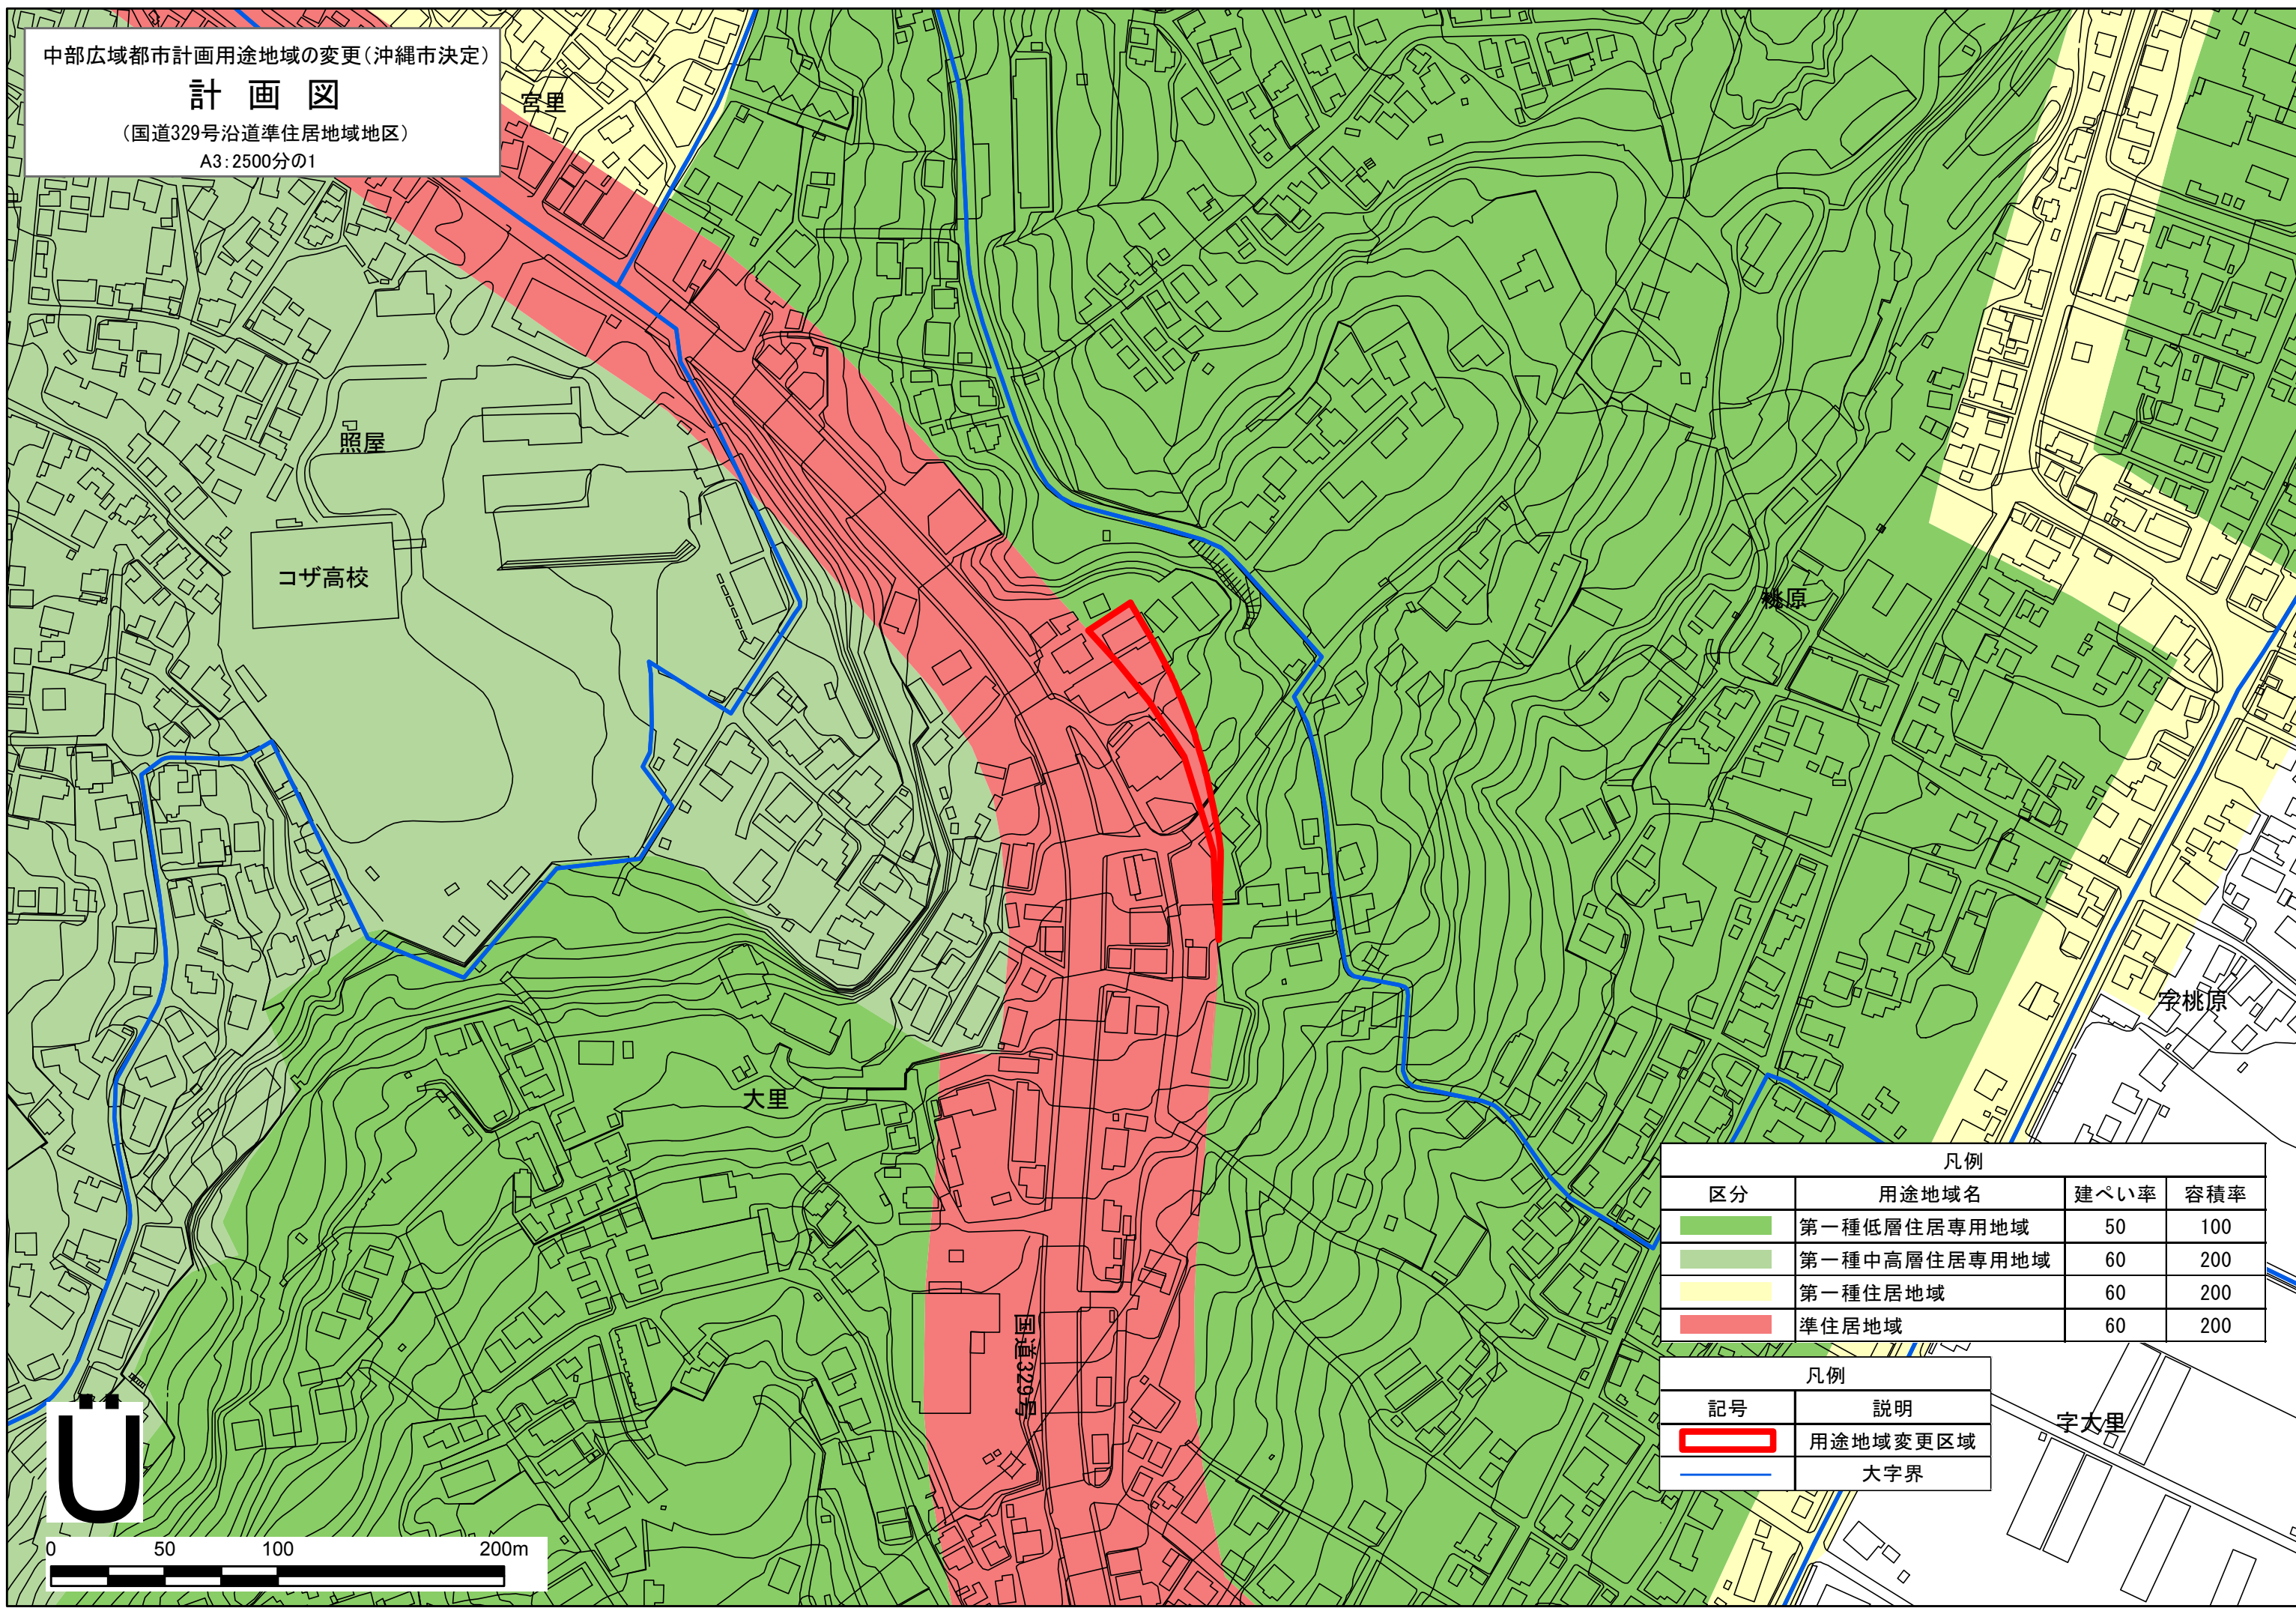 中部広域都市計画用途地域の変更(沖縄市決定)
計 画 図
(国道329号沿道準住居地域地区)
A3:2500分の1
宮里
照屋
コザ高校
桃原
字桃原
大里
国道329号
字大里
凡例
区分 用途地域名 建ぺい率 容積率
第一種低層住居専用地域 50 100
第一種中高層住居専用地域 60 200
第一種住居地域 60 200
準住居地域 60 200
凡例
記号 説明
用途地域変更区域
大字界
Ü
0 50 100 200m